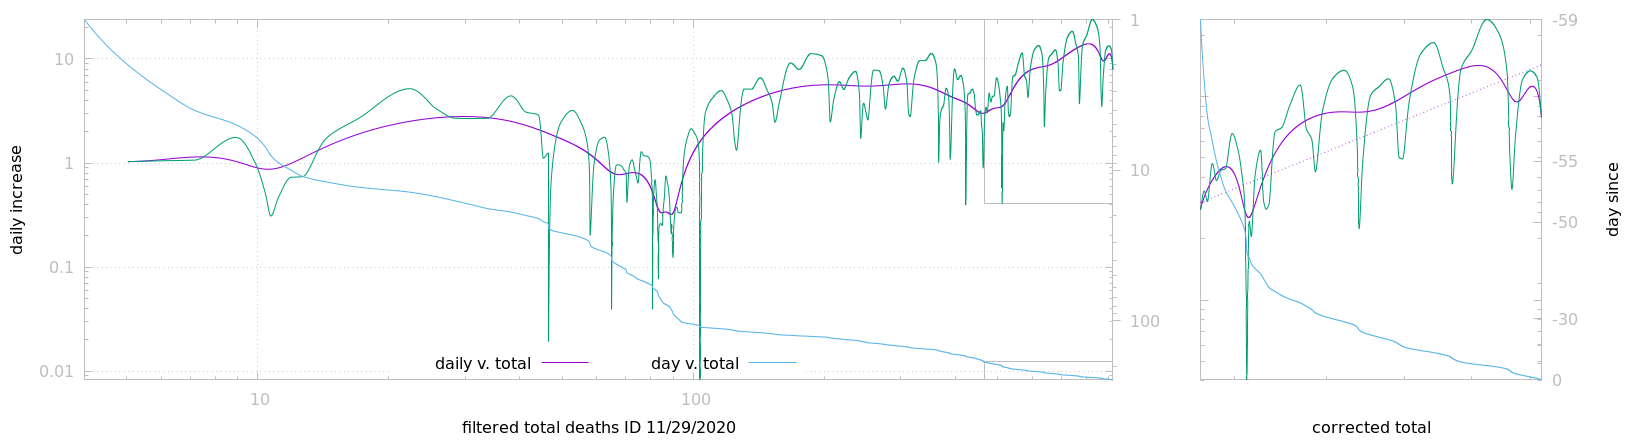 daily increase
10
1
0.1
0.01
10
100
filtered total deaths ID 11/29/2020
daily v. total
day v. total
1
10
100
-59
-55
-50
-30
0
day since
corrected total